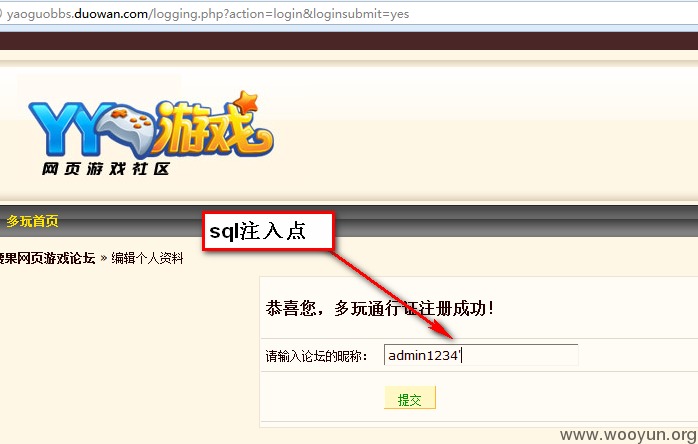 yaoguobbs.duowan.com/logging.php?action=login&loginsubmit=yes
YY游戏
网页游戏社区
多玩首页
sql注入点
果网页游戏论坛 » 编辑个人资料
恭喜您，多玩通行证注册成功！
请输入论坛的昵称： admin1234'
提交
www.wooyun.org